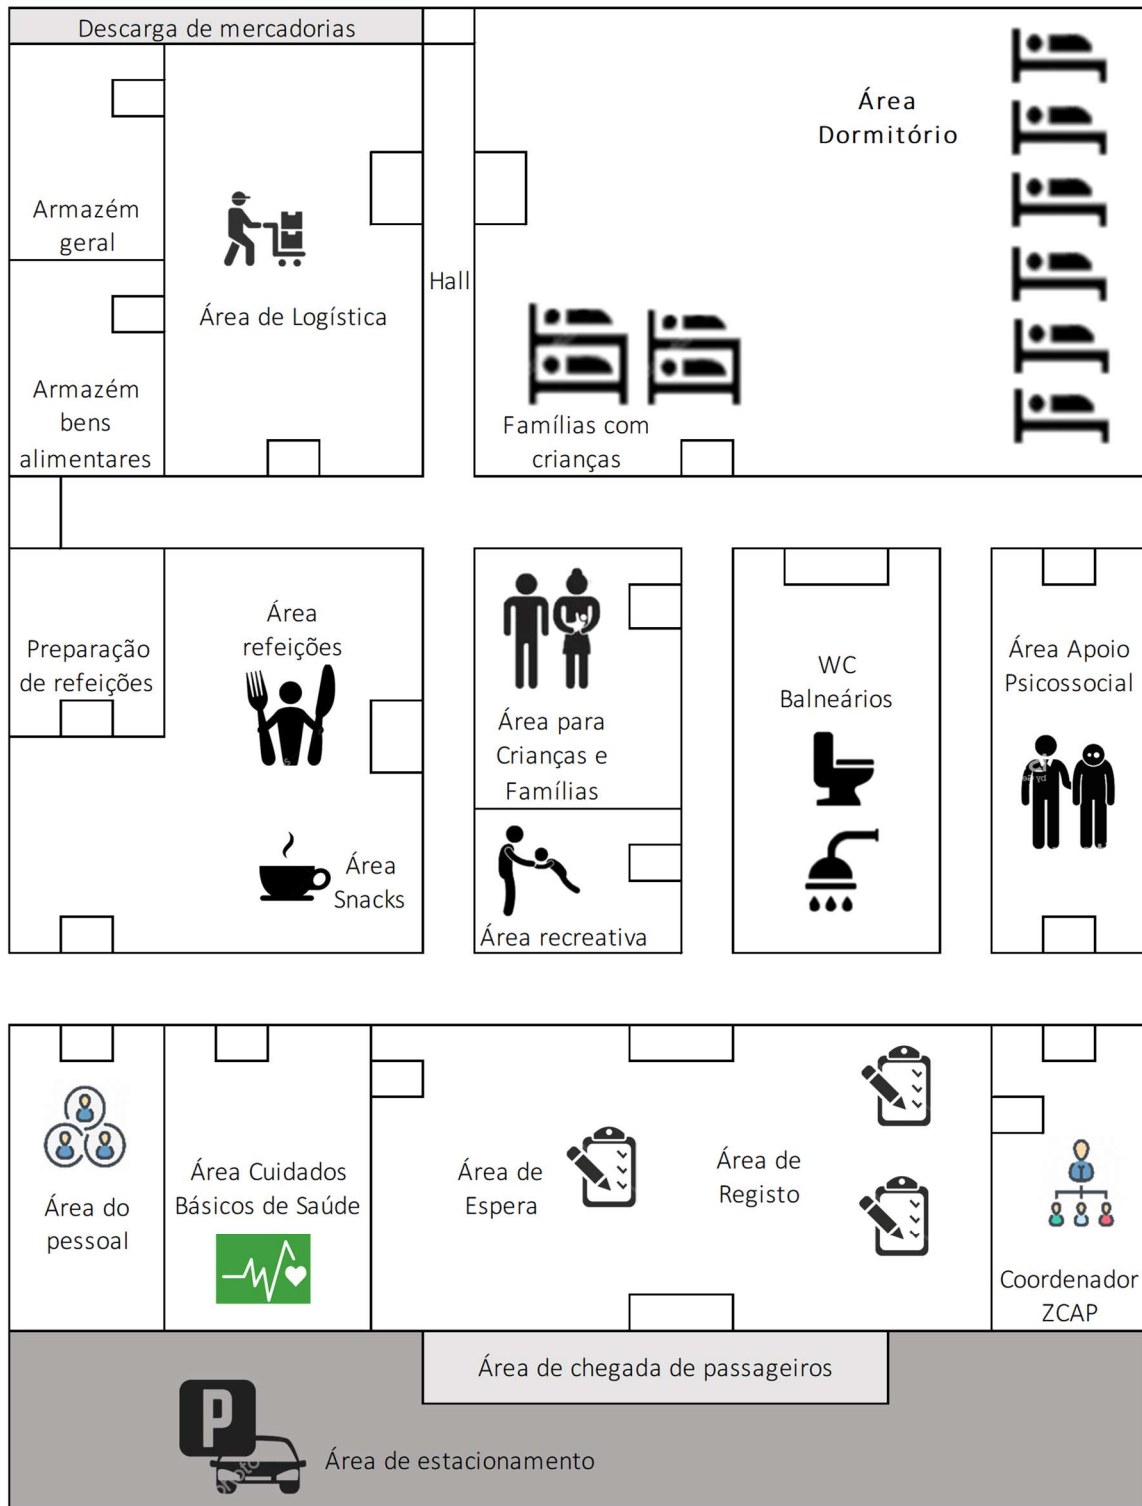 Descarga de mercadorias
Armazém
geral
Área de Logística
Hall
Área
Dormitório
Armazém
bens
alimentares
Famílias com
crianças
Preparação
de refeições
Área
refeições
Área
Snacks
Área para
Crianças e
Famílias
Área recreativa
WC
Balneários
Área Apoio
Psicossocial
Área do
pessoal
Área Cuidados
Básicos de Saúde
Área de
Espera
Área de
Registo
Coordenador
ZCAP
Área de chegada de passageiros
P
Área de estacionamento